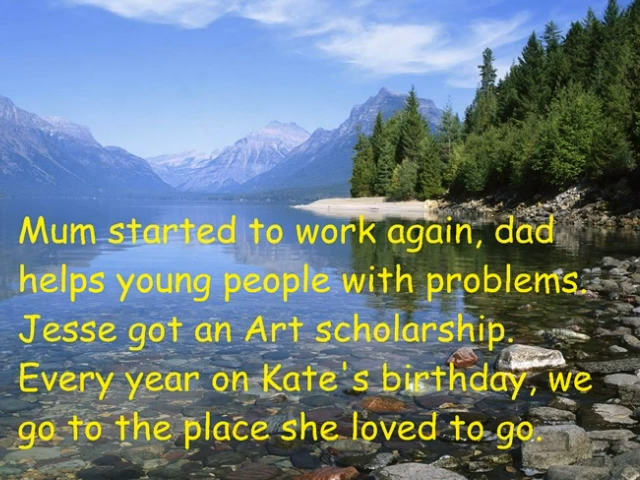 Mum started to work again, dad
helps young people with problems.
Jesse got an Art scholarship.
Every year on Kate's birthday, we
go to the place she loved to go.